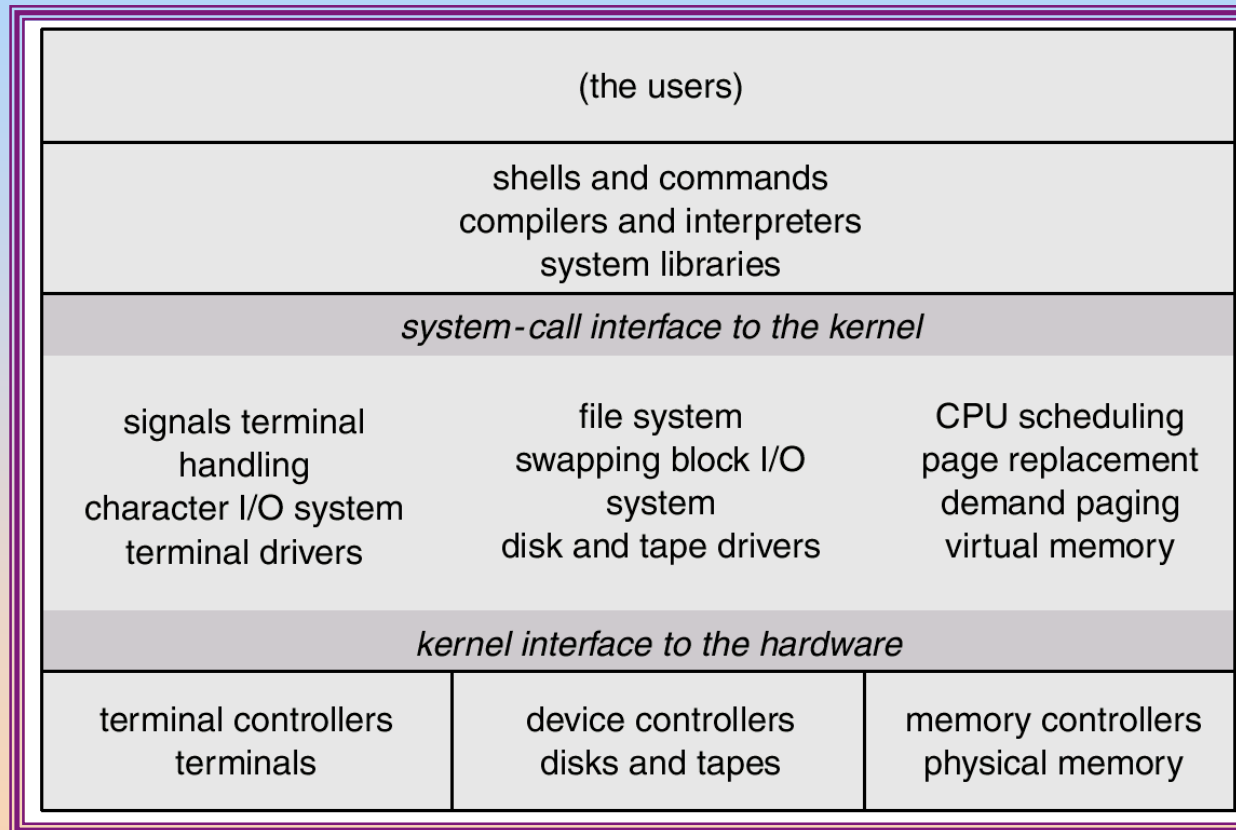 (the users)
shells and commands
compilers and interpreters
system libraries
system-call interface to the kernel
signals terminal
handling
character I/O system
terminal drivers
file system
swapping block I/O
system
disk and tape drivers
CPU scheduling
page replacement
demand paging
virtual memory
kernel interface to the hardware
terminal controllers
terminals
device controllers
disks and tapes
memory controllers
physical memory